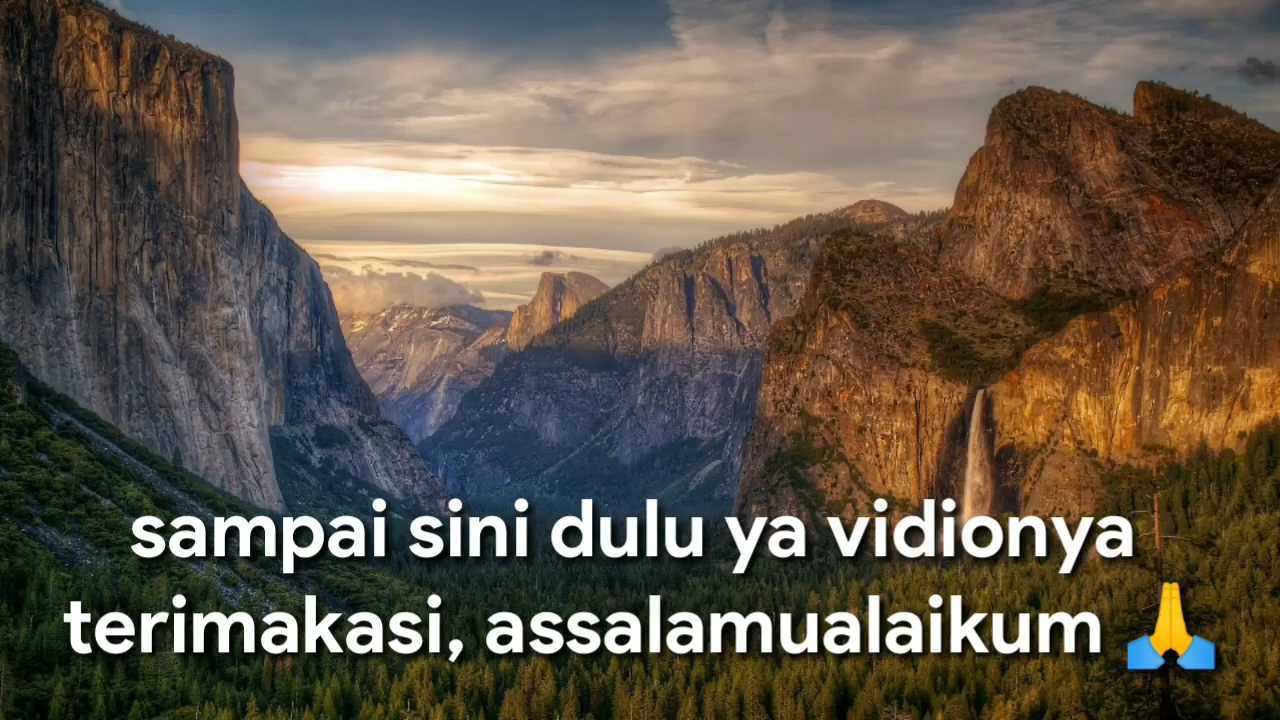 sampai sini dulu ya vidionya
terimakasi, assalamualaikum 🙏